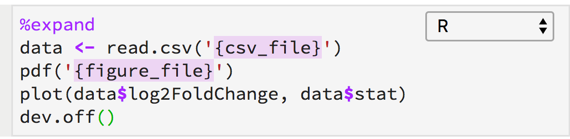 %expand
R
data <- read.csv('{csv_file}')
pdf('{figure_file}')
plot(data$log2FoldChange, data$stat)
dev.off()